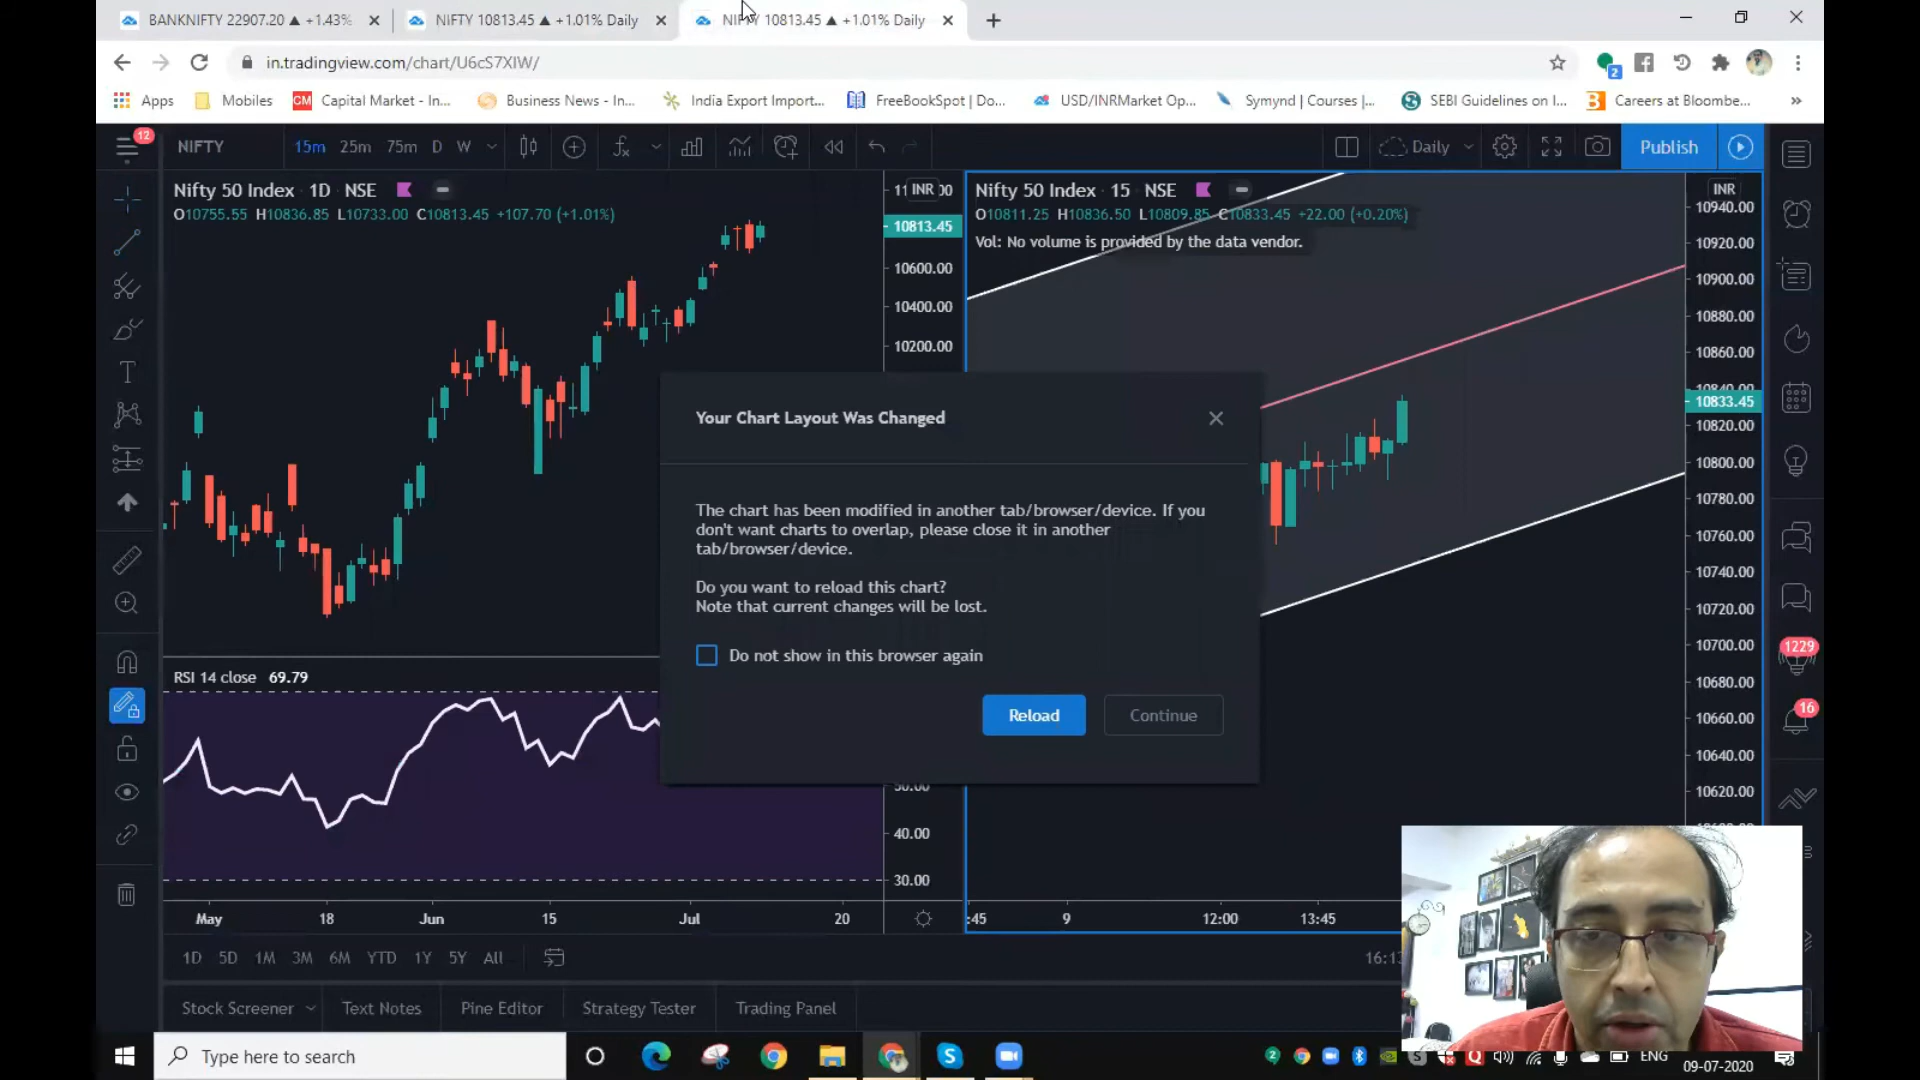 BANKNIFTY 22907.20 ▲ +1.43%
NIFTY 10813.45 ▲ +1.01% Daily
NIFTY 10813.45 ▲ +1.01% Daily
in.tradingview.com/chart/U6cS7XIW/
2
Apps
Mobiles
CM Capital Market - In...
Business News - In...
India Export Import...
FreeBookSpot | Do...
USD/INRMarket Op...
Symynd | Courses |...
SEBI Guidelines on I...
Careers at Bloombe...
»
12
NIFTY
15m 25m 75m D W
Daily
Publish
Nifty 50 Index · 1D NSE
O10755.55 H10836.85 L10733.00 C10813.45 +107.70 (+1.01%)
INR
10813.45
10600.00
10400.00
10200.00
Nifty 50 Index · 15 NSE
O10811.25 H10836.50 L10809.85 C10833.45 +22.00 (+0.20%)
Vol: No volume is provided by the data vendor.
INR
10940.00
10920.00
10900.00
10880.00
10860.00
10840.00
10833.45
10820.00
10800.00
10780.00
10760.00
10740.00
10720.00
10700.00
10680.00
10660.00
10640.00
10620.00
Your Chart Layout Was Changed
The chart has been modified in another tab/browser/device. If you
don't want charts to overlap, please close it in another
tab/browser/device.
Do you want to reload this chart?
Note that current changes will be lost.
Do not show in this browser again
Reload
Continue
RSI 14 close 69.79
50.00
40.00
30.00
May 18 Jun 15 Jul 20
:45 9 12:00 13:45
1D 5D 1M 3M 6M YTD 1Y 5Y All
Stock Screener
Text Notes
Pine Editor
Strategy Tester
Trading Panel
1229
16
Type here to search
ENG
09-07-2020